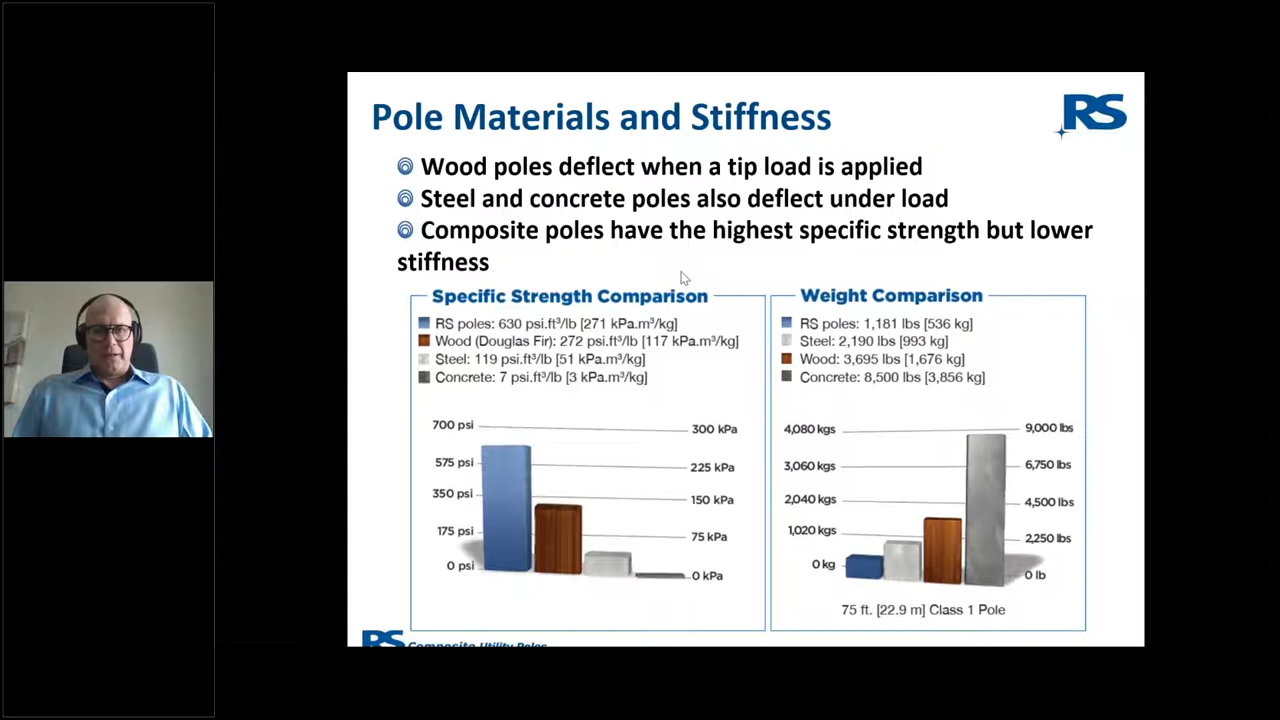 Pole Materials and Stiffness
RS
Wood poles deflect when a tip load is applied
Steel and concrete poles also deflect under load
Composite poles have the highest specific strength but lower
stiffness
Specific Strength Comparison
RS poles: 630 psi.ft³/lb [271 kPa.m³/kg]
Wood (Douglas Fir): 272 psi.ft³/lb [117 kPa.m³/kg]
Steel: 119 psi.ft³/lb [51 kPa.m³/kg]
Concrete: 7 psi.ft³/lb [3 kPa.m³/kg]
700 psi
575 psi
350 psi
175 psi
0 psi
300 kPa
225 kPa
150 kPa
75 kPa
0 kPa
Weight Comparison
RS poles: 1,181 lbs [536 kg]
Steel: 2,190 lbs [993 kg]
Wood: 3,695 lbs [1,676 kg]
Concrete: 8,500 lbs [3,856 kg]
4,080 kgs
3,060 kgs
2,040 kgs
1,020 kgs
0 kg
9,000 lbs
6,750 lbs
4,500 lbs
2,250 lbs
0 lb
75 ft. [22.9 m] Class 1 Pole
RS Composite Utility Poles